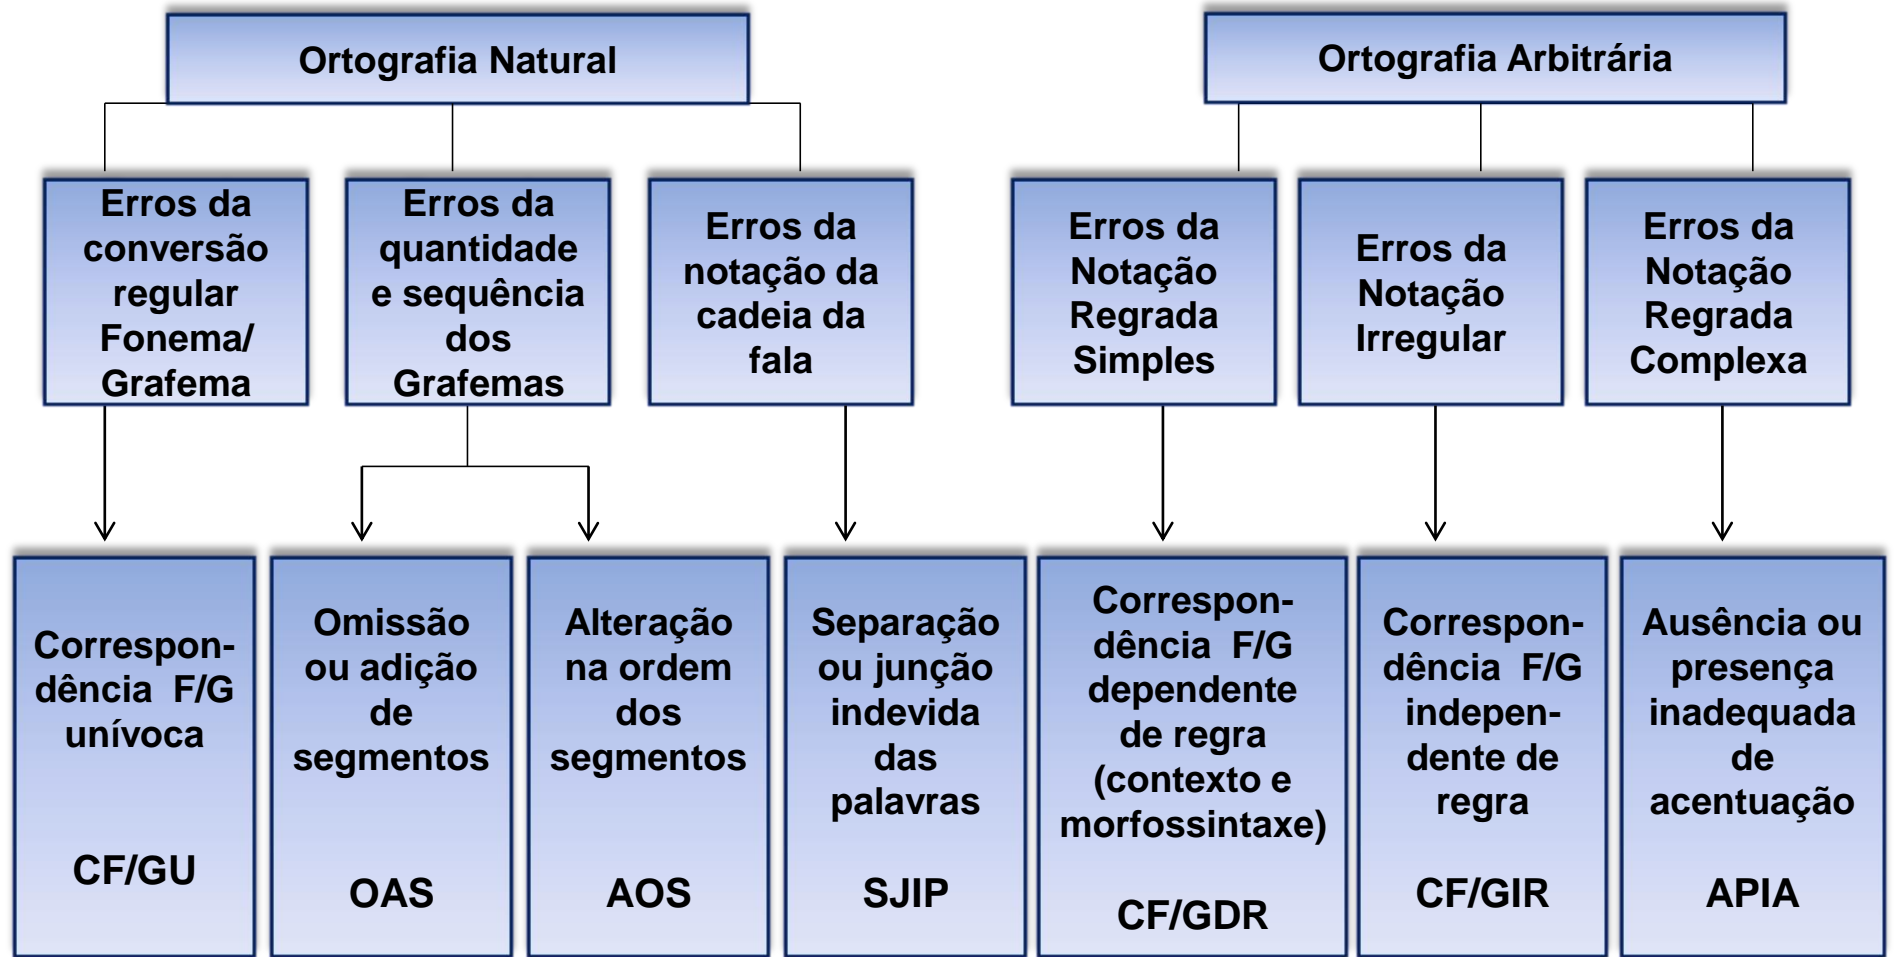 Ortografia Natural
Ortografia Arbitrária
Erros da
conversão
regular
Fonema/
Grafema
Erros da
quantidade
e sequência
dos
Grafemas
Erros da
notação da
cadeia da
fala
Erros da
Notação
Regrada
Simples
Erros da
Notação
Irregular
Erros da
Notação
Regrada
Complexa
Correspon-
dência F/G
unívoca
CF/GU
Omissão
ou adição
de
segmentos
OAS
Alteração
na ordem
dos
segmentos
AOS
Separação
ou junção
indevida
das
palavras
SJIP
Correspon-
dência F/G
dependente
de regra
(contexto e
morfossintaxe)
CF/GDR
Correspon-
dência F/G
indepen-
dente de
regra
CF/GIR
Ausência ou
presença
inadequada
de
acentuação
APIA